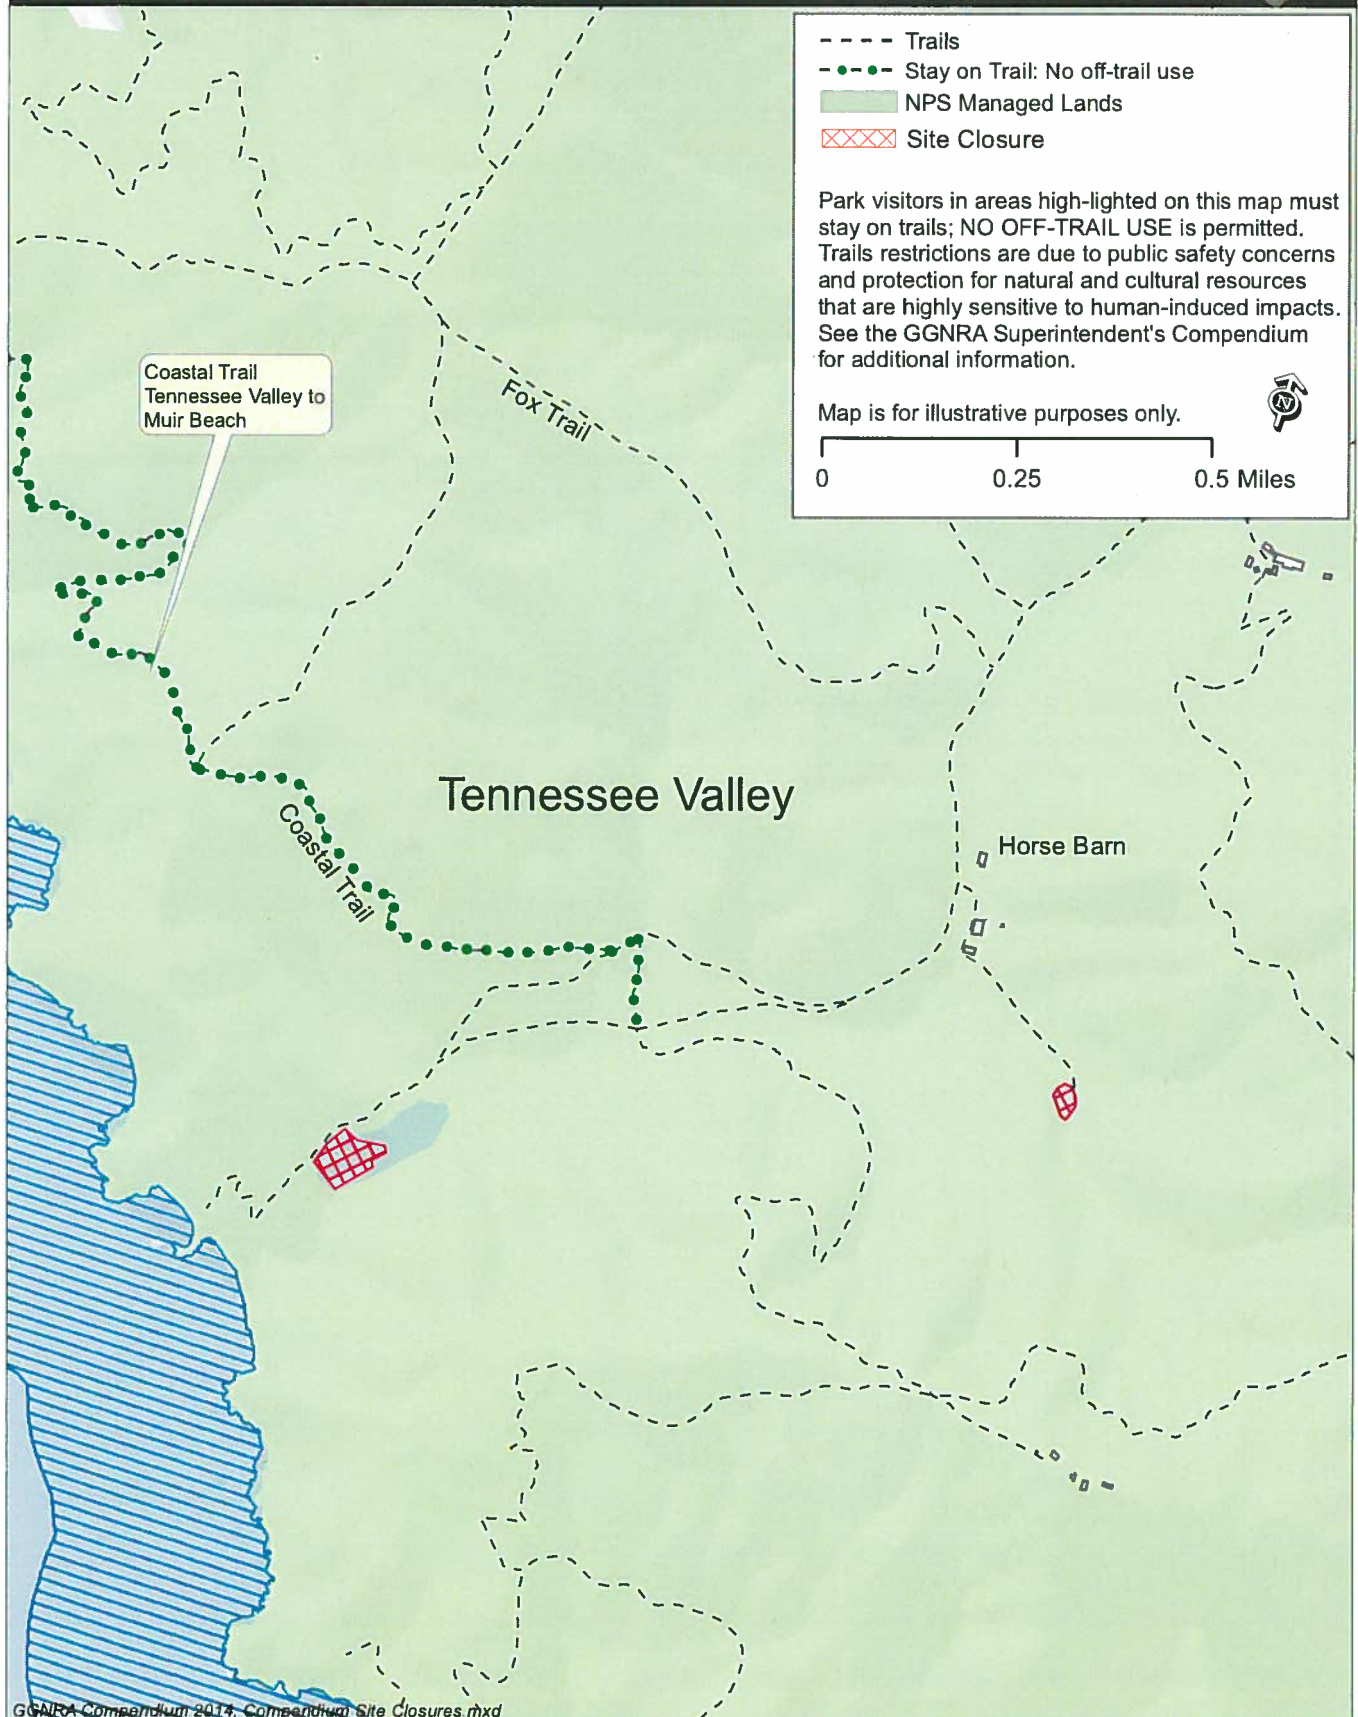 Trails
Stay on Trail: No off-trail use
NPS Managed Lands
Site Closure
Park visitors in areas high-lighted on this map must
stay on trails; NO OFF-TRAIL USE is permitted.
Trails restrictions are due to public safety concerns
and protection for natural and cultural resources
that are highly sensitive to human-induced impacts.
See the GGNRA Superintendent's Compendium
for additional information.
Map is for illustrative purposes only.
N
0 0.25 0.5 Miles
Coastal Trail
Tennessee Valley to
Muir Beach
Fox Trail
Tennessee Valley
Coastal Trail
Horse Barn
GGNRA Compendium 2014, Compendium Site Closures.mxd